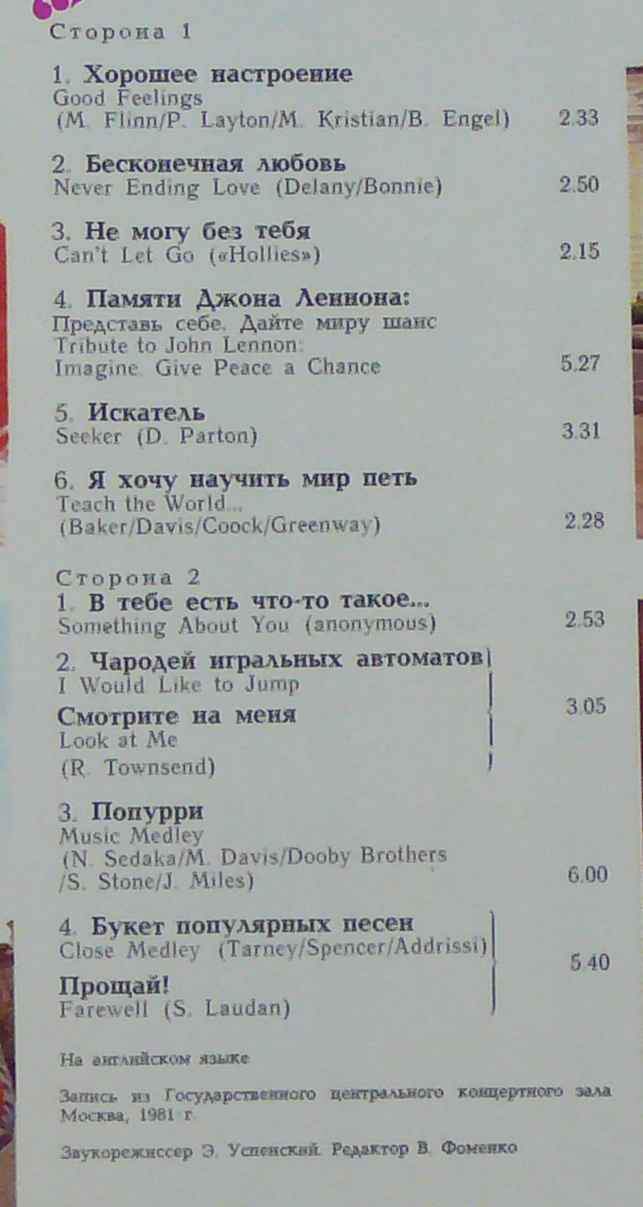 Сторона 1
1. Хорошее настроение
Good Feelings
(M. Flinn/P. Layton/M. Kristian/B. Engel) 2.33
2. Бесконечная любовь
Never Ending Love (Delany/Bonnie) 2.50
3. Не могу без тебя
Can't Let Go («Hollies») 2.15
4. Памяти Джона Леннона:
Представь себе. Дайте миру шанс
Tribute to John Lennon:
Imagine. Give Peace a Chance 5.27
5. Искатель
Seeker (D. Parton) 3.31
6. Я хочу научить мир петь
Teach the World...
(Baker/Davis/Coock/Greenway) 2.28
Сторона 2
1. В тебе есть что-то такое...
Something About You (anonymous) 2.53
2. Чародей игральных автоматов
I Would Like to Jump
Смотрите на меня 3.05
Look at Me
(R. Townsend)
3. Попурри
Music Medley
(N. Sedaka/M. Davis/Dooby Brothers
/S. Stone/J. Miles) 6.00
4. Букет популярных песен
Close Medley (Tarney/Spencer/Addrissi) 5.40
Прощай!
Farewell (S. Laudan)
На английском языке
Запись из Государственного центрального концертного зала
Москва, 1981 г.
Звукорежиссер Э. Успенский. Редактор В. Фоменко